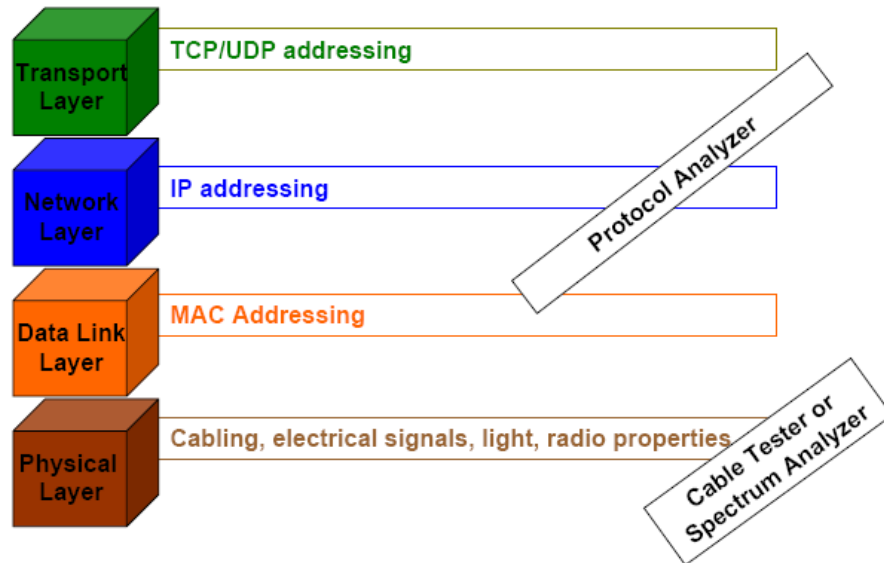 Transport
Layer
TCP/UDP addressing
Network
Layer
IP addressing
Protocol Analyzer
Data Link
Layer
MAC Addressing
Physical
Layer
Cabling, electrical signals, light, radio properties
Cable Tester or
Spectrum Analyzer